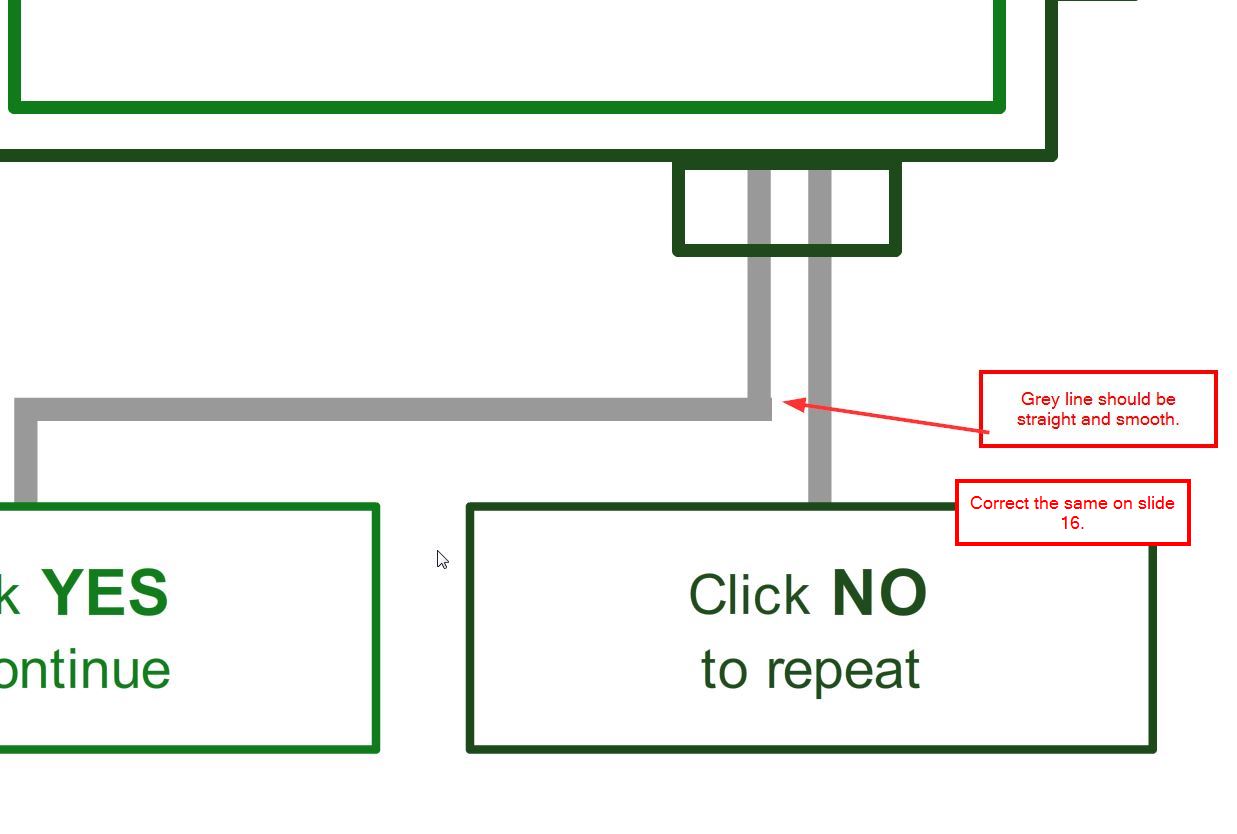 Grey line should be
straight and smooth.
Correct the same on slide
16.
k YES
ontinue
Click NO
to repeat